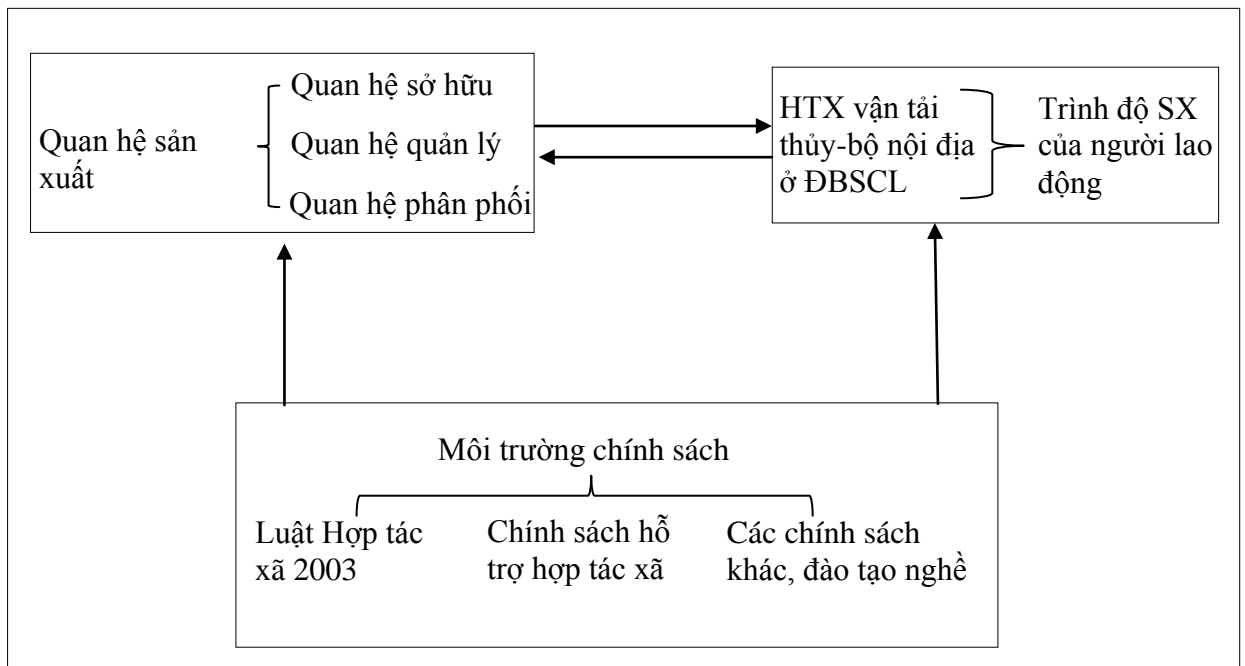 Quan hệ sản
xuất
Quan hệ sở hữu
Quan hệ quản lý
Quan hệ phân phối
HTX vận tải
thủy-bộ nội địa
ở ĐBSCL
Trình độ SX
của người lao
động
Môi trường chính sách
Luật Hợp tác
xã 2003
Chính sách hỗ
trợ hợp tác xã
Các chính sách
khác, đào tạo nghề